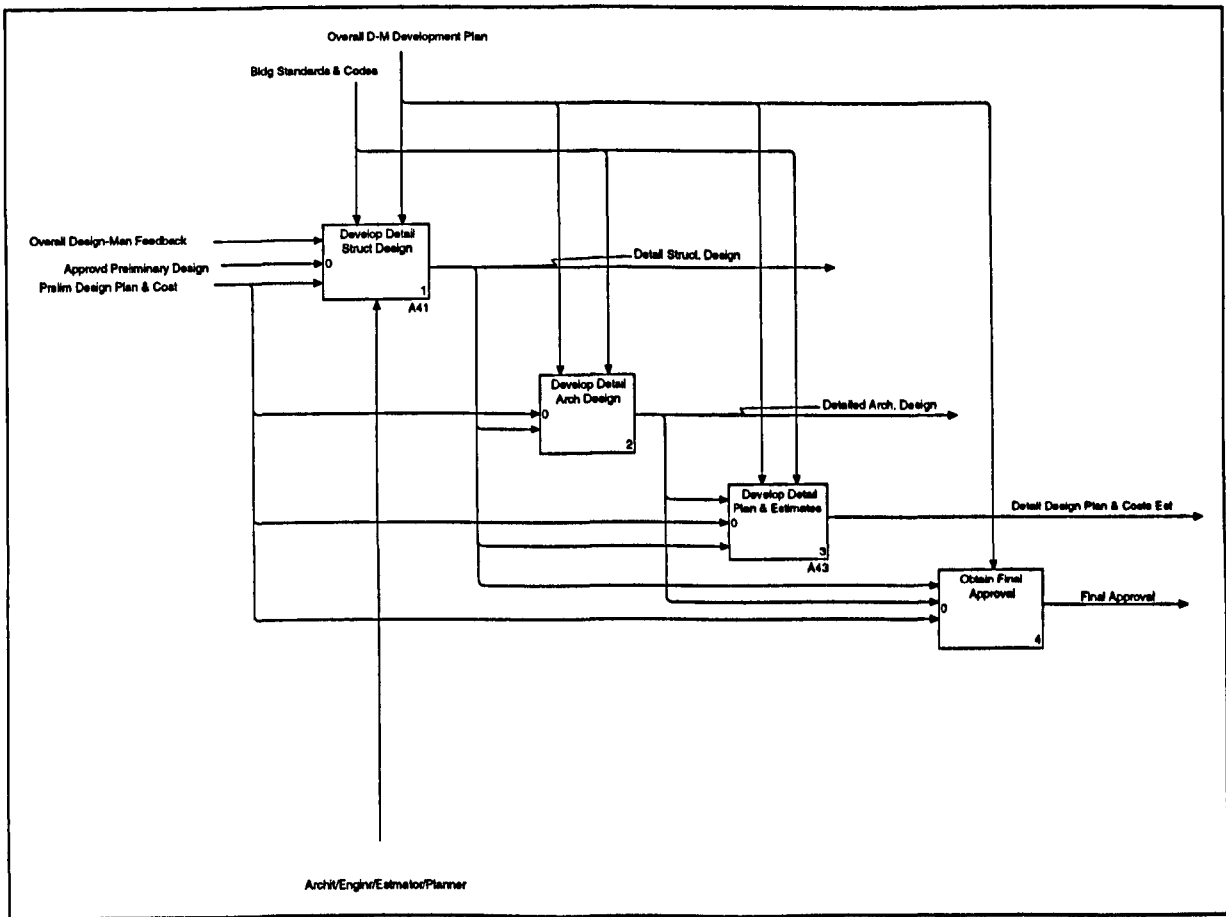 Overall D-M Development Plan
Bldg Standards & Codes
Develop Detail
Struct Design
Overall Design-Man Feedback
0
Approvd Preliminary Design
Prelim Design Plan & Cost
1
A41
Detail Struct. Design
Develop Detail
Arch Design
0
2
Detailed Arch. Design
Develop Detail
Plan & Estimates
0
3
A43
Detail Design Plan & Costs Est
Obtain Final
Approval
0
4
Final Approval
Archit/Enginr/Estmator/Planner